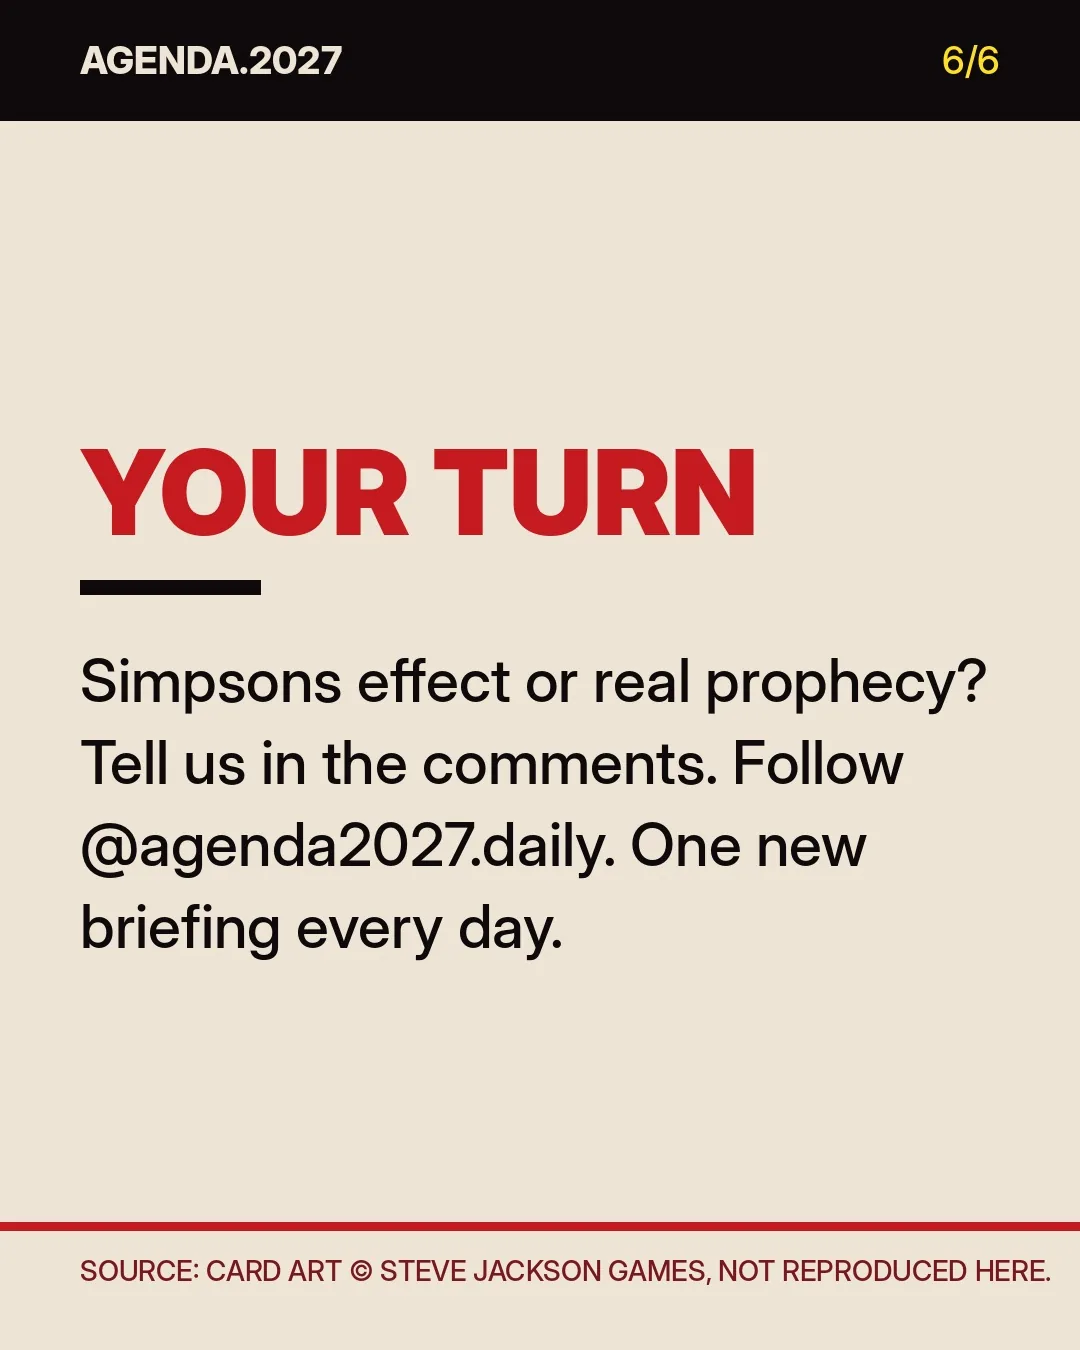 AGENDA.2027
6/6
YOUR TURN
Simpsons effect or real prophecy?
Tell us in the comments. Follow
@agenda2027.daily. One new
briefing every day.
SOURCE: CARD ART © STEVE JACKSON GAMES, NOT REPRODUCED HERE.